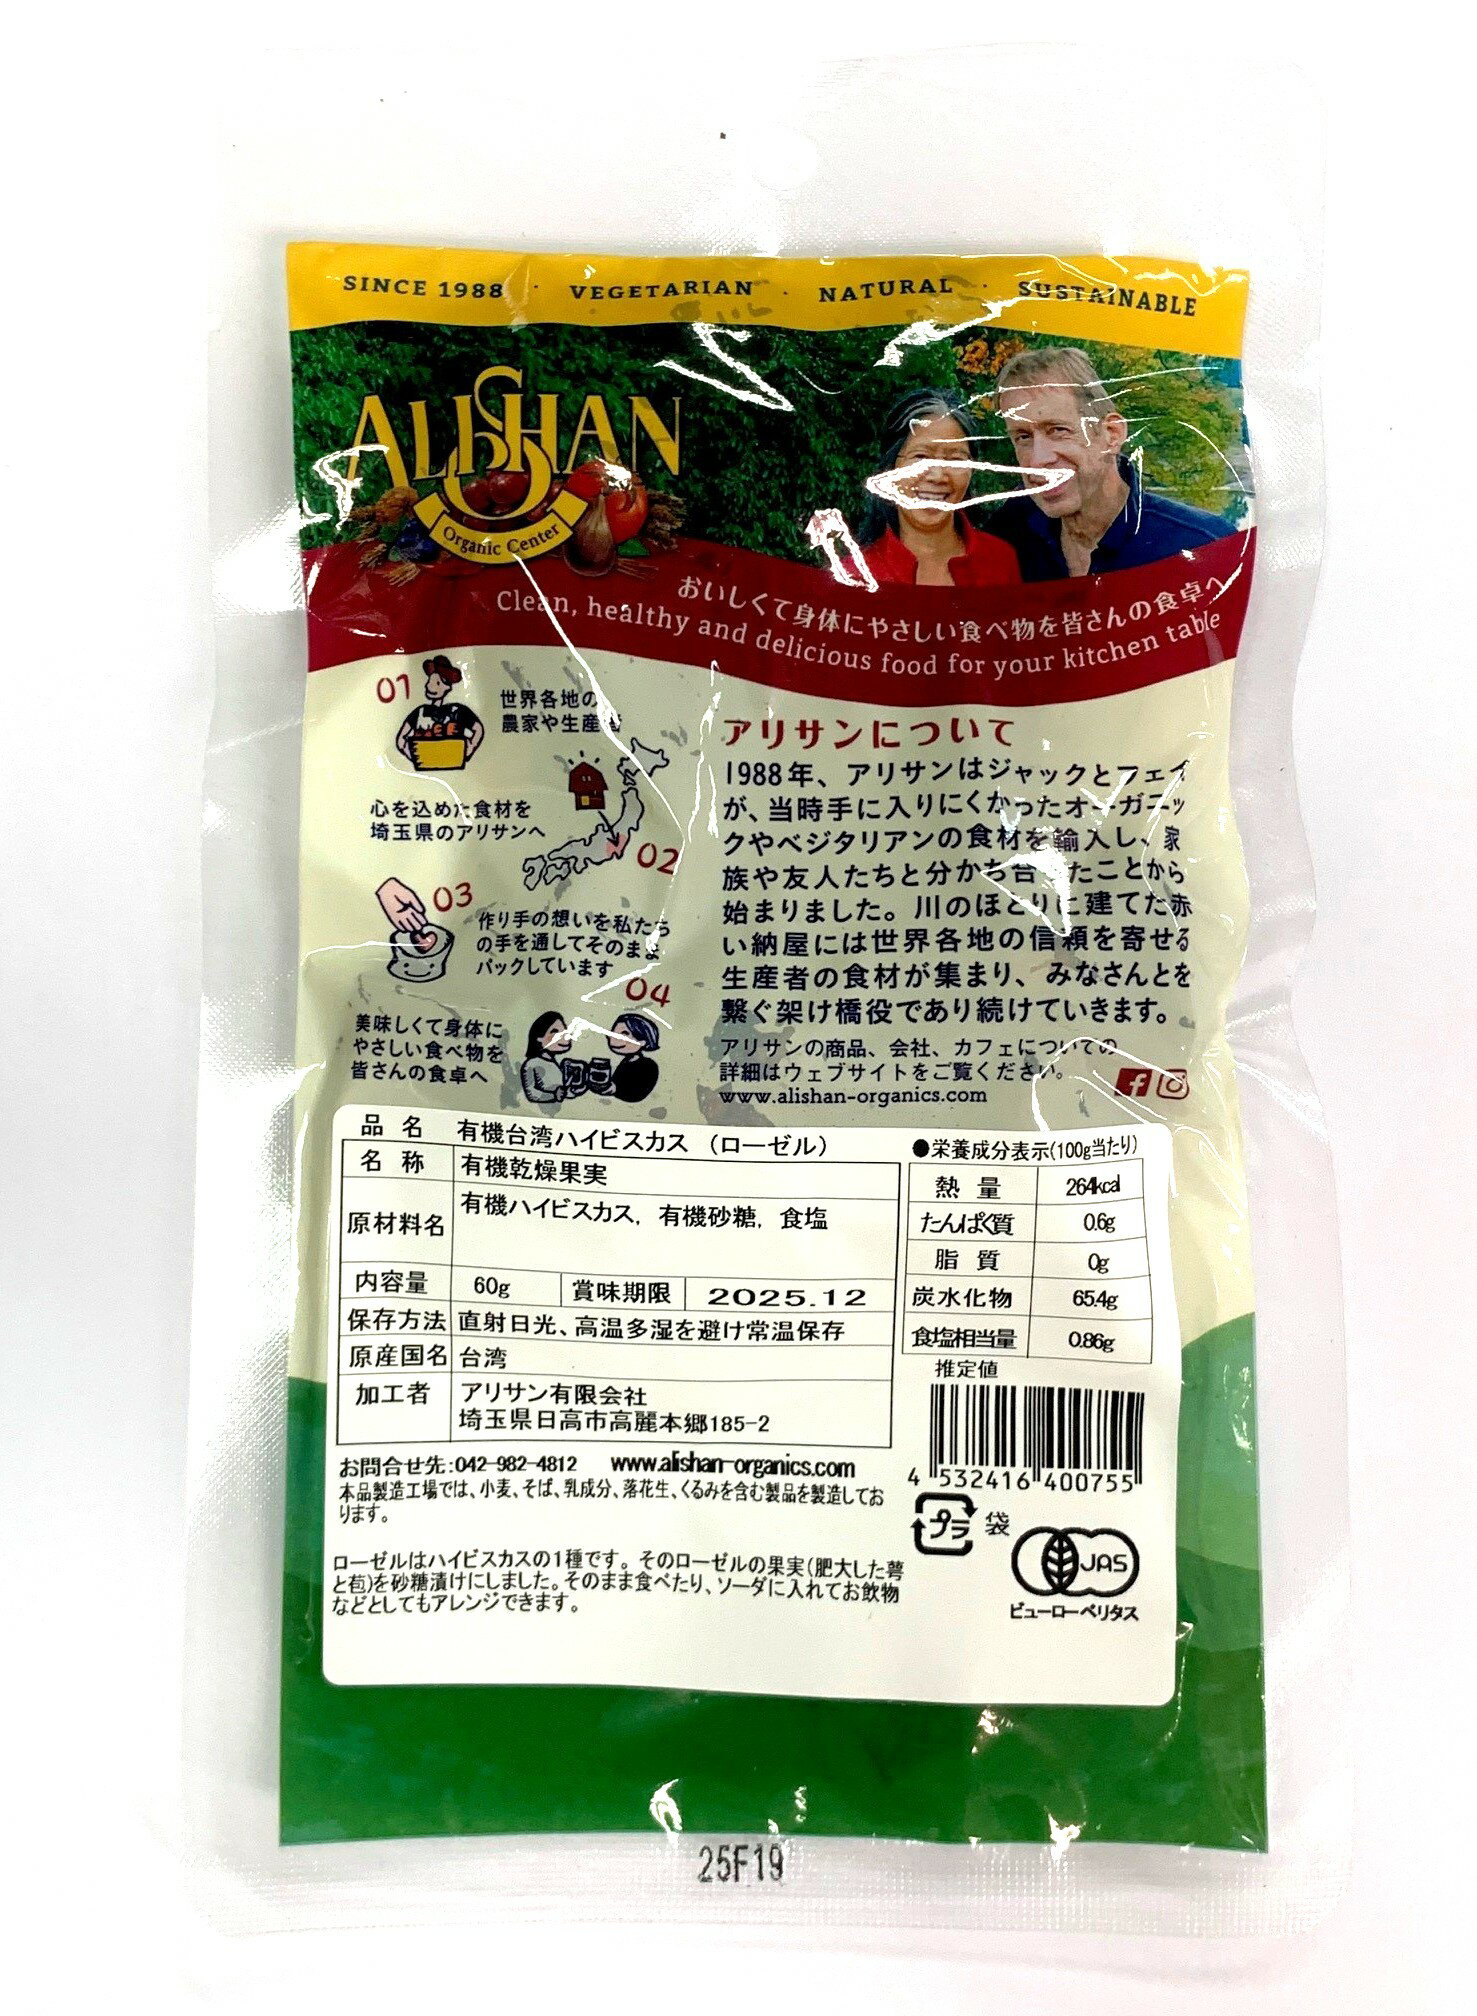 SINCE 1988 · VEGETARIAN · NATURAL · SUSTAINABLE
ALISHAN
Organic Center
おいしくて身体にやさしい食べ物を皆さんの食卓へ
Clean, healthy and delicious food for your kitchen table
01
世界各地の
農家や生産
心を込めた食材を
埼玉県のアリサンへ
02
03
作り手の想いを私たち
の手を通してそのまま
パックしています
04
美味しくて身体に
やさしい食べ物を
皆さんの食卓へ
アリサンについて
1988年、アリサンはジャックとフェイ
が、当時手に入りにくかったオーガニッ
クやベジタリアンの食材を輸入し、家
族や友人たちと分かち合ったことから
始まりました。川のほとりに建てた赤
い納屋には世界各地の信頼を寄せる
生産者の食材が集まり、みなさんとを
繋ぐ架け橋役であり続けていきます。
アリサンの商品、会社、カフェについての
詳細はウェブサイトをご覧ください。
www.alishan-organics.com
品名 有機台湾ハイビスカス（ローゼル）
名称 有機乾燥果実
原材料名 有機ハイビスカス, 有機砂糖, 食塩
内容量 60g 賞味期限 2025.12
保存方法 直射日光、高温多湿を避け常温保存
原産国名 台湾
加工者 アリサン有限会社
埼玉県日高市高麗本郷185-2
お問合せ先:042-982-4812 www.alishan-organics.com
本品製造工場では、小麦、そば、乳成分、落花生、くるみを含む製品を製造してお
ります。
ローゼルはハイビスカスの1種です。そのローゼルの果実(肥大した萼
と苞)を砂糖漬けにしました。そのまま食べたり、ソーダに入れてお飲物
などとしてもアレンジできます。
●栄養成分表示(100g当たり)
熱量 264kcal
たんぱく質 0.6g
脂質 0g
炭水化物 65.4g
食塩相当量 0.86g
推定値
4 532416 400755
プラ 袋
JAS
ビューローベリタス
25F19